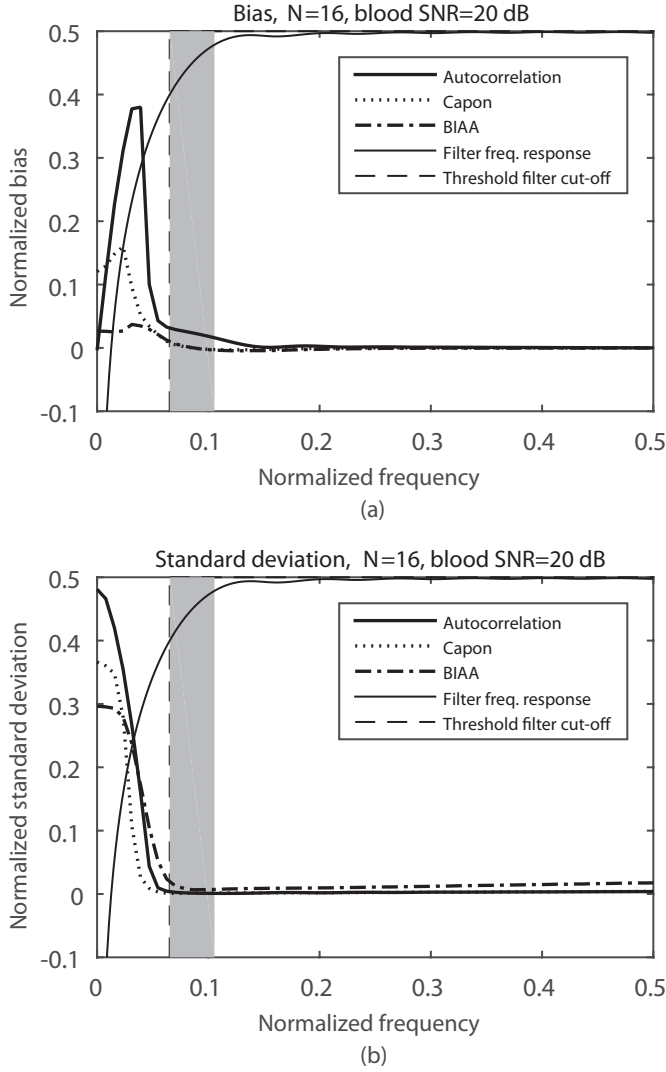 Bias, N=16, blood SNR=20 dB
0.5
0.4
0.3
0.2
0.1
0
-0.1
Normalized bias
Autocorrelation
Capon
BIAA
Filter freq. response
Threshold filter cut-off
0 0.1 0.2 0.3 0.4 0.5
Normalized frequency
(a)
Standard deviation, N=16, blood SNR=20 dB
0.5
0.4
0.3
0.2
0.1
0
-0.1
Normalized standard deviation
Autocorrelation
Capon
BIAA
Filter freq. response
Threshold filter cut-off
0 0.1 0.2 0.3 0.4 0.5
Normalized frequency
(b)